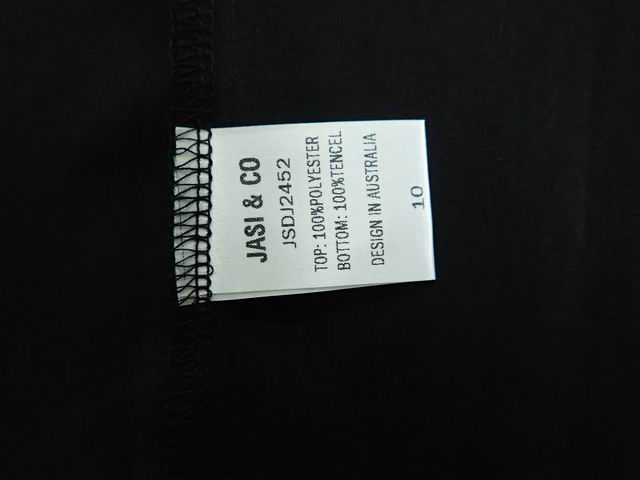 JASI & CO
JSDJ2452
TOP: 100%POLYESTER
BOTTOM: 100%TENCEL
DESIGN IN AUSTRALIA
10